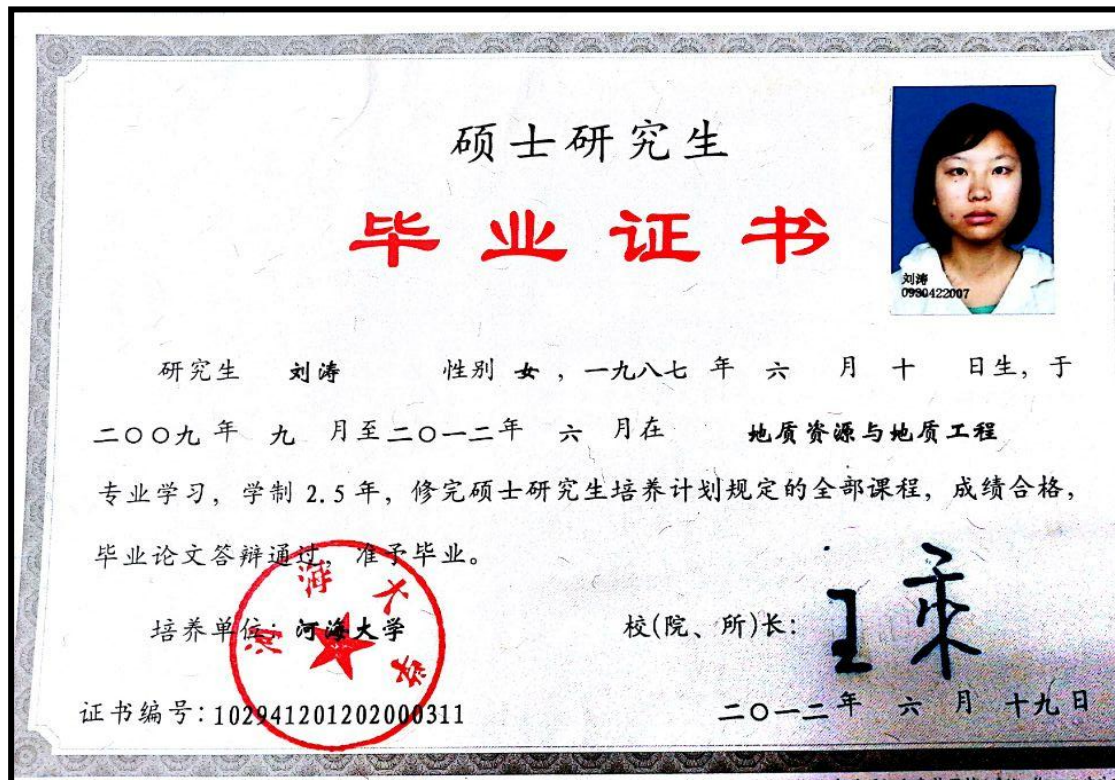 硕士研究生
毕业证书
刘涛
0930422007
研究生 刘涛 性别 女 ，一九八七 年 六 月 十 日生，于
二〇〇九 年 九 月至二〇一二年 六 月在 地质资源与地质工程
专业学习，学制 2.5 年，修完硕士研究生培养计划规定的全部课程，成绩合格，
毕业论文答辩通过，准予毕业。
河海大学
培养单位：河海大学 校(院、所)长：
证书编号：102941201202000311 二〇一二 年 六 月 十九 日